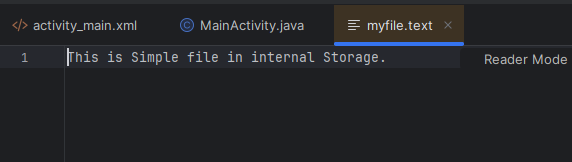 activity_main.xml MainActivity.java myfile.text
1 This is Simple file in internal Storage. Reader Mode